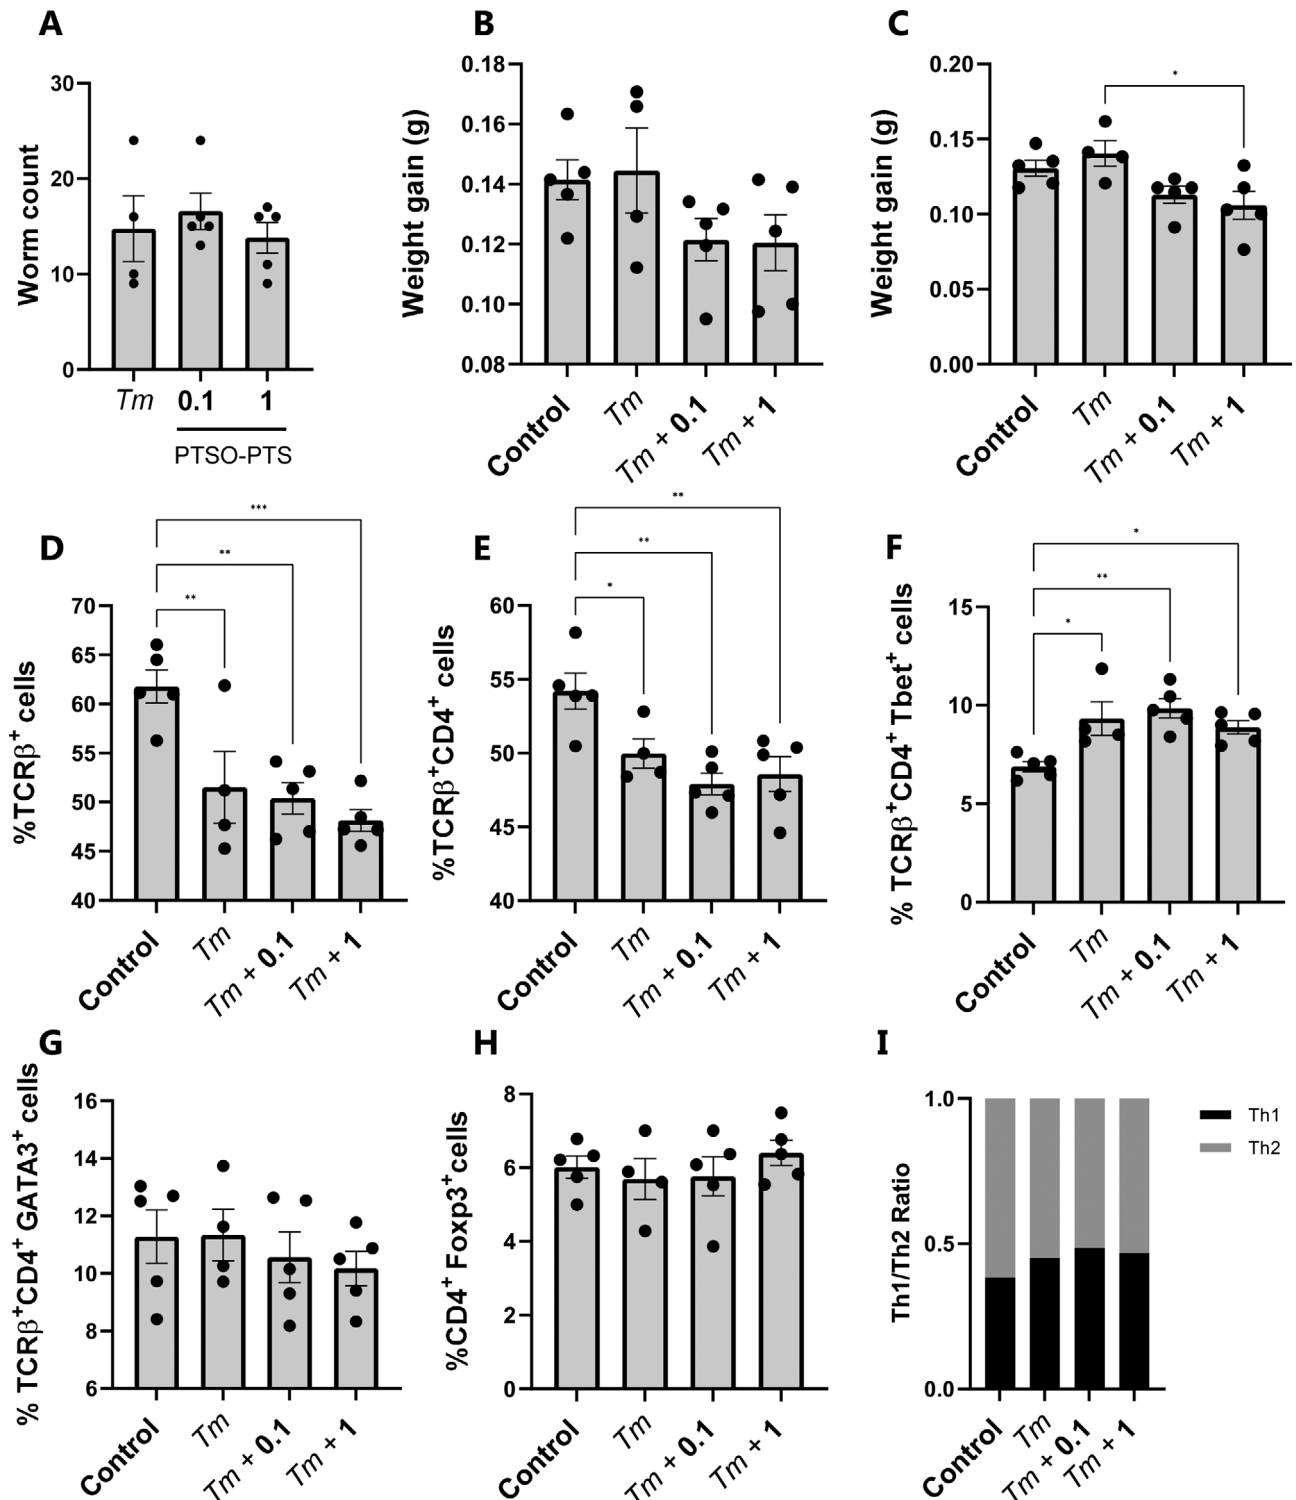 A
Worm count
30
20
10
0
Tm
0.1
1
PTSO-PTS
B
Weight gain (g)
0.18
0.16
0.14
0.12
0.10
0.08
Control
Tm
Tm + 0.1
Tm + 1
C
Weight gain (g)
0.20
0.15
0.10
0.05
0.00
*
Control
Tm
Tm + 0.1
Tm + 1
D
%TCRβ+ cells
70
65
60
55
50
45
40
***
**
**
Control
Tm
Tm + 0.1
Tm + 1
E
%TCRβ+CD4+ cells
60
55
50
45
40
**
**
*
Control
Tm
Tm + 0.1
Tm + 1
F
% TCRβ+CD4+ Tbet+ cells
15
10
5
0
*
**
*
Control
Tm
Tm + 0.1
Tm + 1
G
% TCRβ+CD4+ GATA3+ cells
16
14
12
10
8
6
Control
Tm
Tm + 0.1
Tm + 1
H
%CD4+ Foxp3+cells
8
6
4
2
0
Control
Tm
Tm + 0.1
Tm + 1
I
Th1/Th2 Ratio
1.0
0.5
0.0
Control
Tm
Tm + 0.1
Tm + 1
Th1
Th2